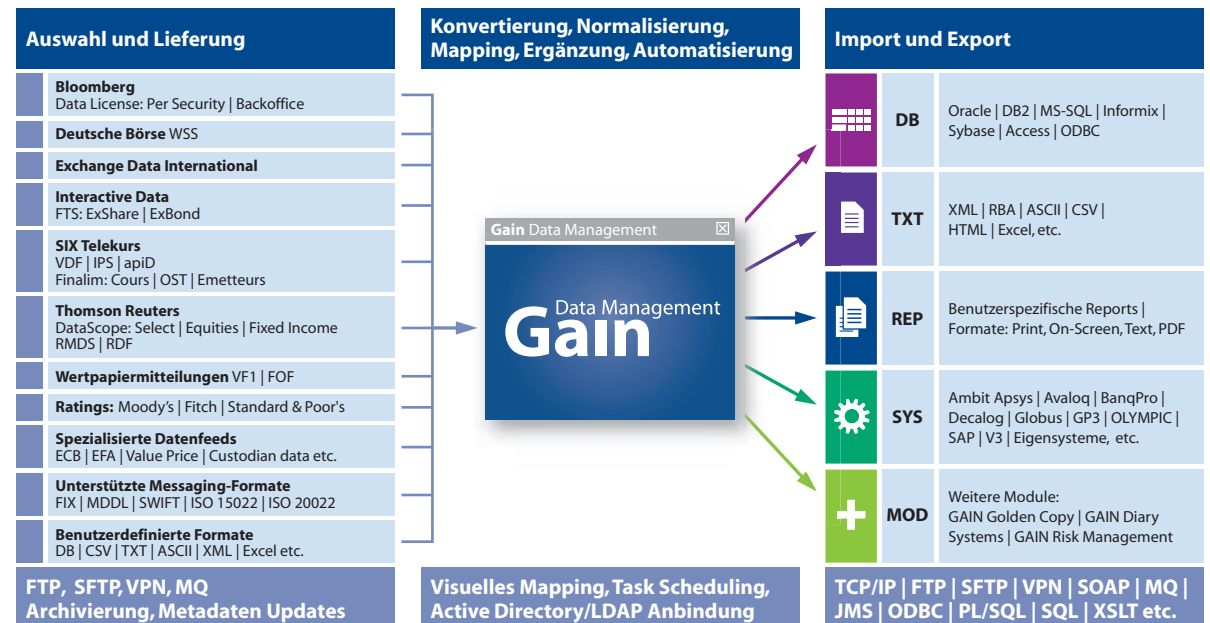 Auswahl und Lieferung
Bloomberg
Data License: Per Security | Backoffice
Deutsche Börse WSS
Exchange Data International
Interactive Data
FTS: ExShare | ExBond
SIX Telekurs
VDF | IPS | apiD
Finalim: Cours | OST | Emetteurs
Thomson Reuters
DataScope: Select | Equities | Fixed Income
RMDS | RDF
Wertpapiermitteilungen VF1 | FOF
Ratings: Moody's | Fitch | Standard & Poor's
Spezialisierte Datenfeeds
ECB | EFA | Value Price | Custodian data etc.
Unterstützte Messaging-Formate
FIX | MDDL | SWIFT | ISO 15022 | ISO 20022
Benutzerdefinierte Formate
DB | CSV | TXT | ASCII | XML | Excel etc.
FTP, SFTP, VPN, MQ
Archivierung, Metadaten Updates
Konvertierung, Normalisierung,
Mapping, Ergänzung, Automatisierung
Gain Data Management
Data Management
Gain
Visuelles Mapping, Task Scheduling,
Active Directory/LDAP Anbindung
Import und Export
DB
Oracle | DB2 | MS-SQL | Informix |
Sybase | Access | ODBC
TXT
XML | RBA | ASCII | CSV |
HTML | Excel, etc.
REP
Benutzerspezifische Reports |
Formate: Print, On-Screen, Text, PDF
SYS
Ambit Apsys | Avaloq | BanqPro |
Decalog | Globus | GP3 | OLYMPIC |
SAP | V3 | Eigensysteme, etc.
MOD
Weitere Module:
GAIN Golden Copy | GAIN Diary
Systems | GAIN Risk Management
TCP/IP | FTP | SFTP | VPN | SOAP | MQ |
JMS | ODBC | PL/SQL | SQL | XSLT etc.